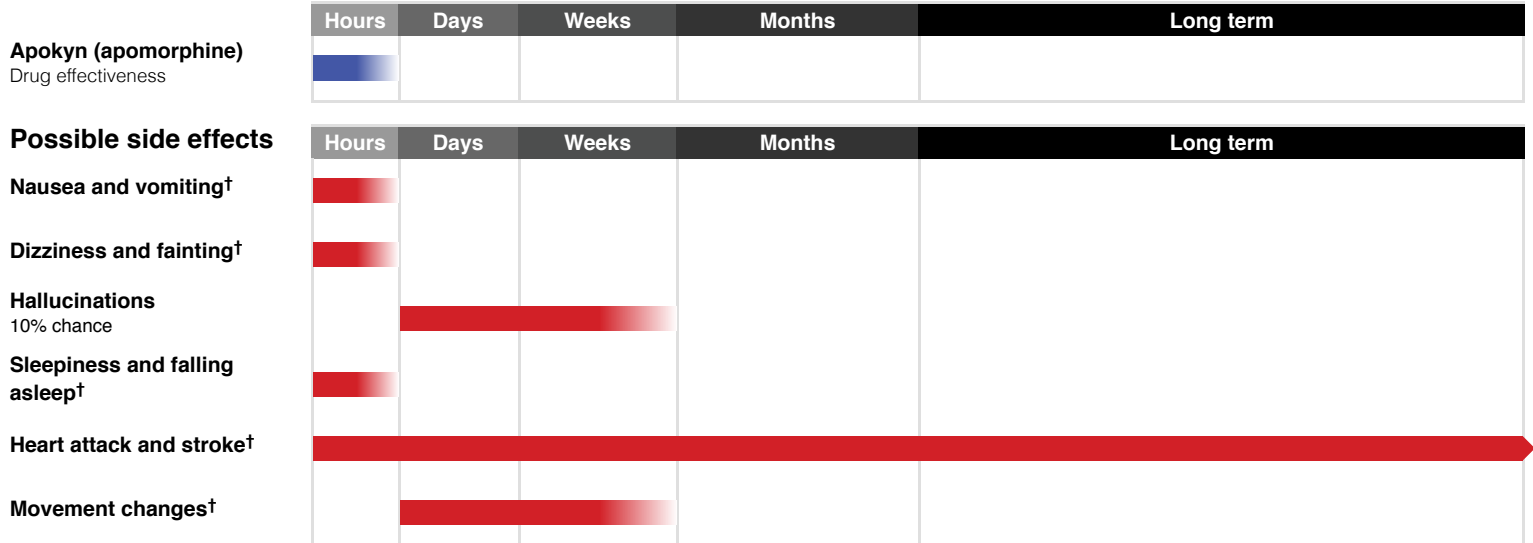 Hours Days Weeks Months Long term
Apokyn (apomorphine)
Drug effectiveness
Possible side effects
Hours Days Weeks Months Long term
Nausea and vomiting†
Dizziness and fainting†
Hallucinations
10% chance
Sleepiness and falling
asleep†
Heart attack and stroke†
Movement changes†